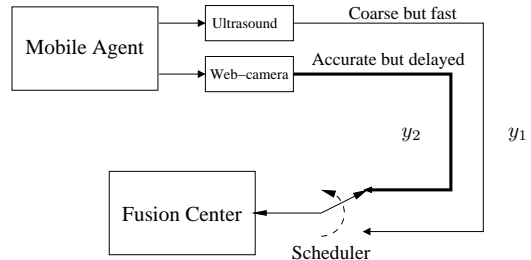 Coarse but fast
Ultrasound
Mobile Agent
Accurate but delayed
Web-camera
y₂
y₁
Fusion Center
Scheduler